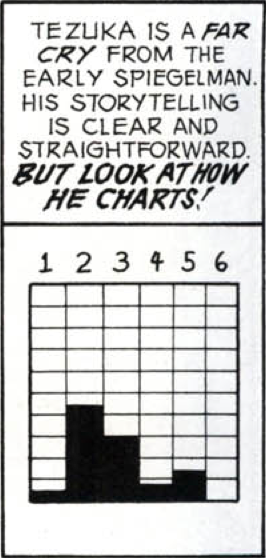 TEZUKA IS A FAR
CRY FROM THE
EARLY SPIEGELMAN.
HIS STORYTELLING
IS CLEAR AND
STRAIGHTFORWARD.
BUT LOOK AT HOW
HE CHARTS!
1 2 3 4 5 6